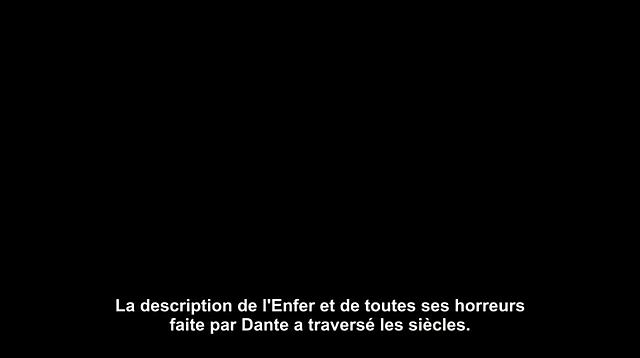 La description de l'Enfer et de toutes ses horreurs
faite par Dante a traversé les siècles.